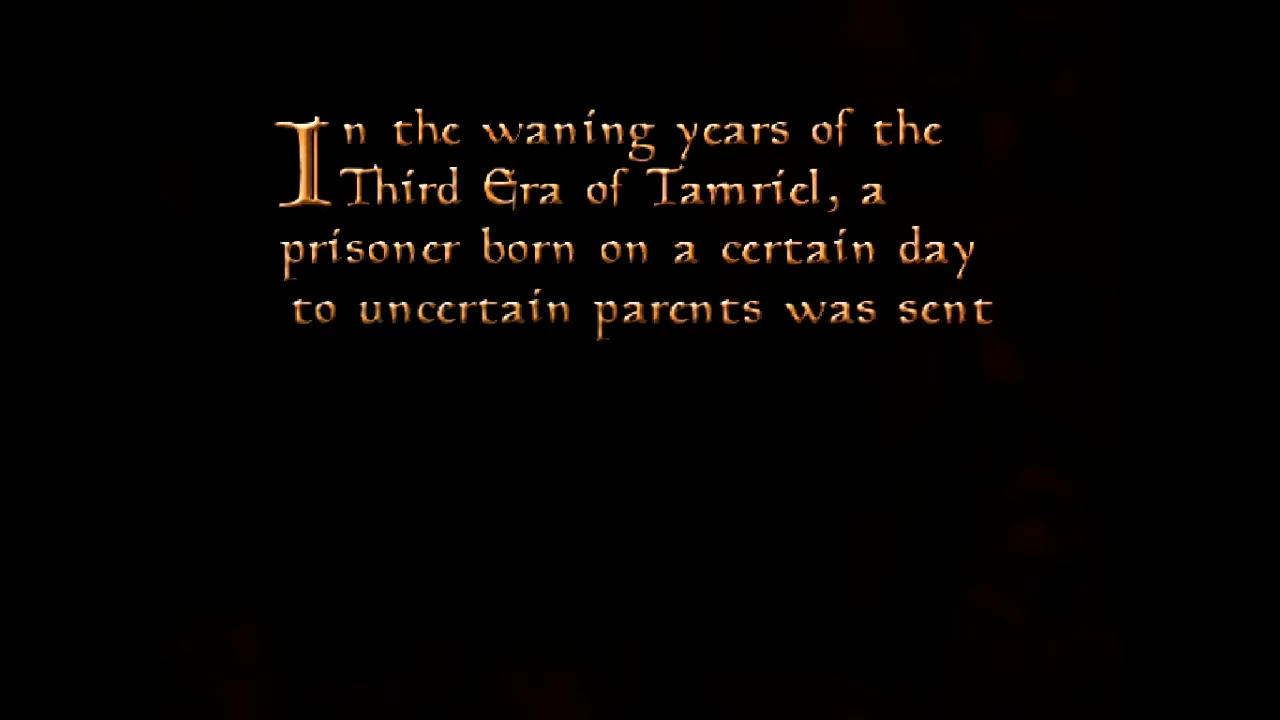 In the waning years of the
Third Era of Tamriel, a
prisoner born on a certain day
to uncertain parents was sent